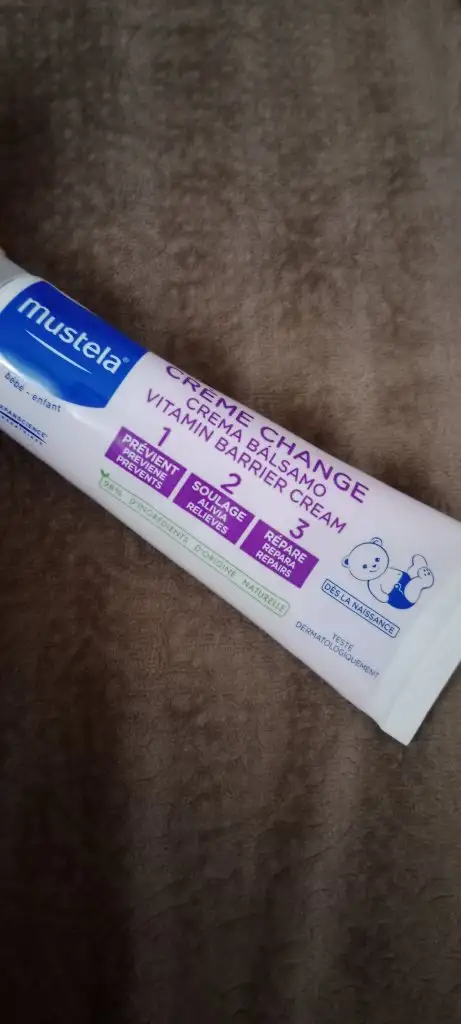 mustela®
bébé - enfant
CRÈME CHANGE
CREMA BÁLSAMO
VITAMIN BARRIER CREAM
1
PRÉVIENT
PREVIENE
PREVENTS
2
SOULAGE
ALIVIA
RELIEVES
3
RÉPARE
REPARA
REPAIRS
98% D'INGRÉDIENTS D'ORIGINE NATURELLE
DÈS LA NAISSANCE
TESTÉ
DERMATOLOGIQUEMENT